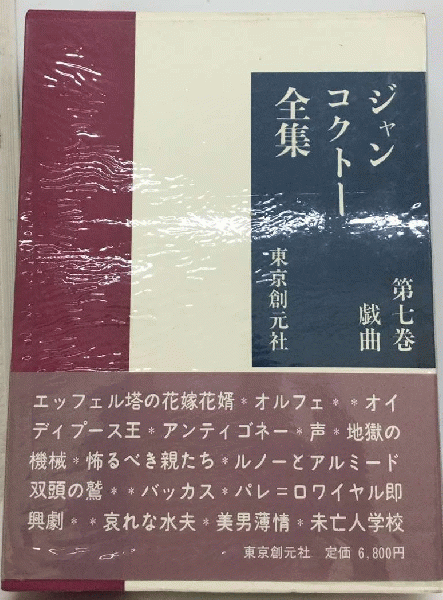 ジャン
コクトー
全集
第七巻
戯曲
東京創元社
エッフェル塔の花嫁花婿*オルフェ**オイ
ディプース王*アンティゴネー*声*地獄の
機械*怖るべき親たち*ルノーとアルミード
双頭の鷲**バッカス*パレ=ロワイヤル即
興劇**哀れな水夫*美男薄情*未亡人学校
東京創元社 定価 6,800円